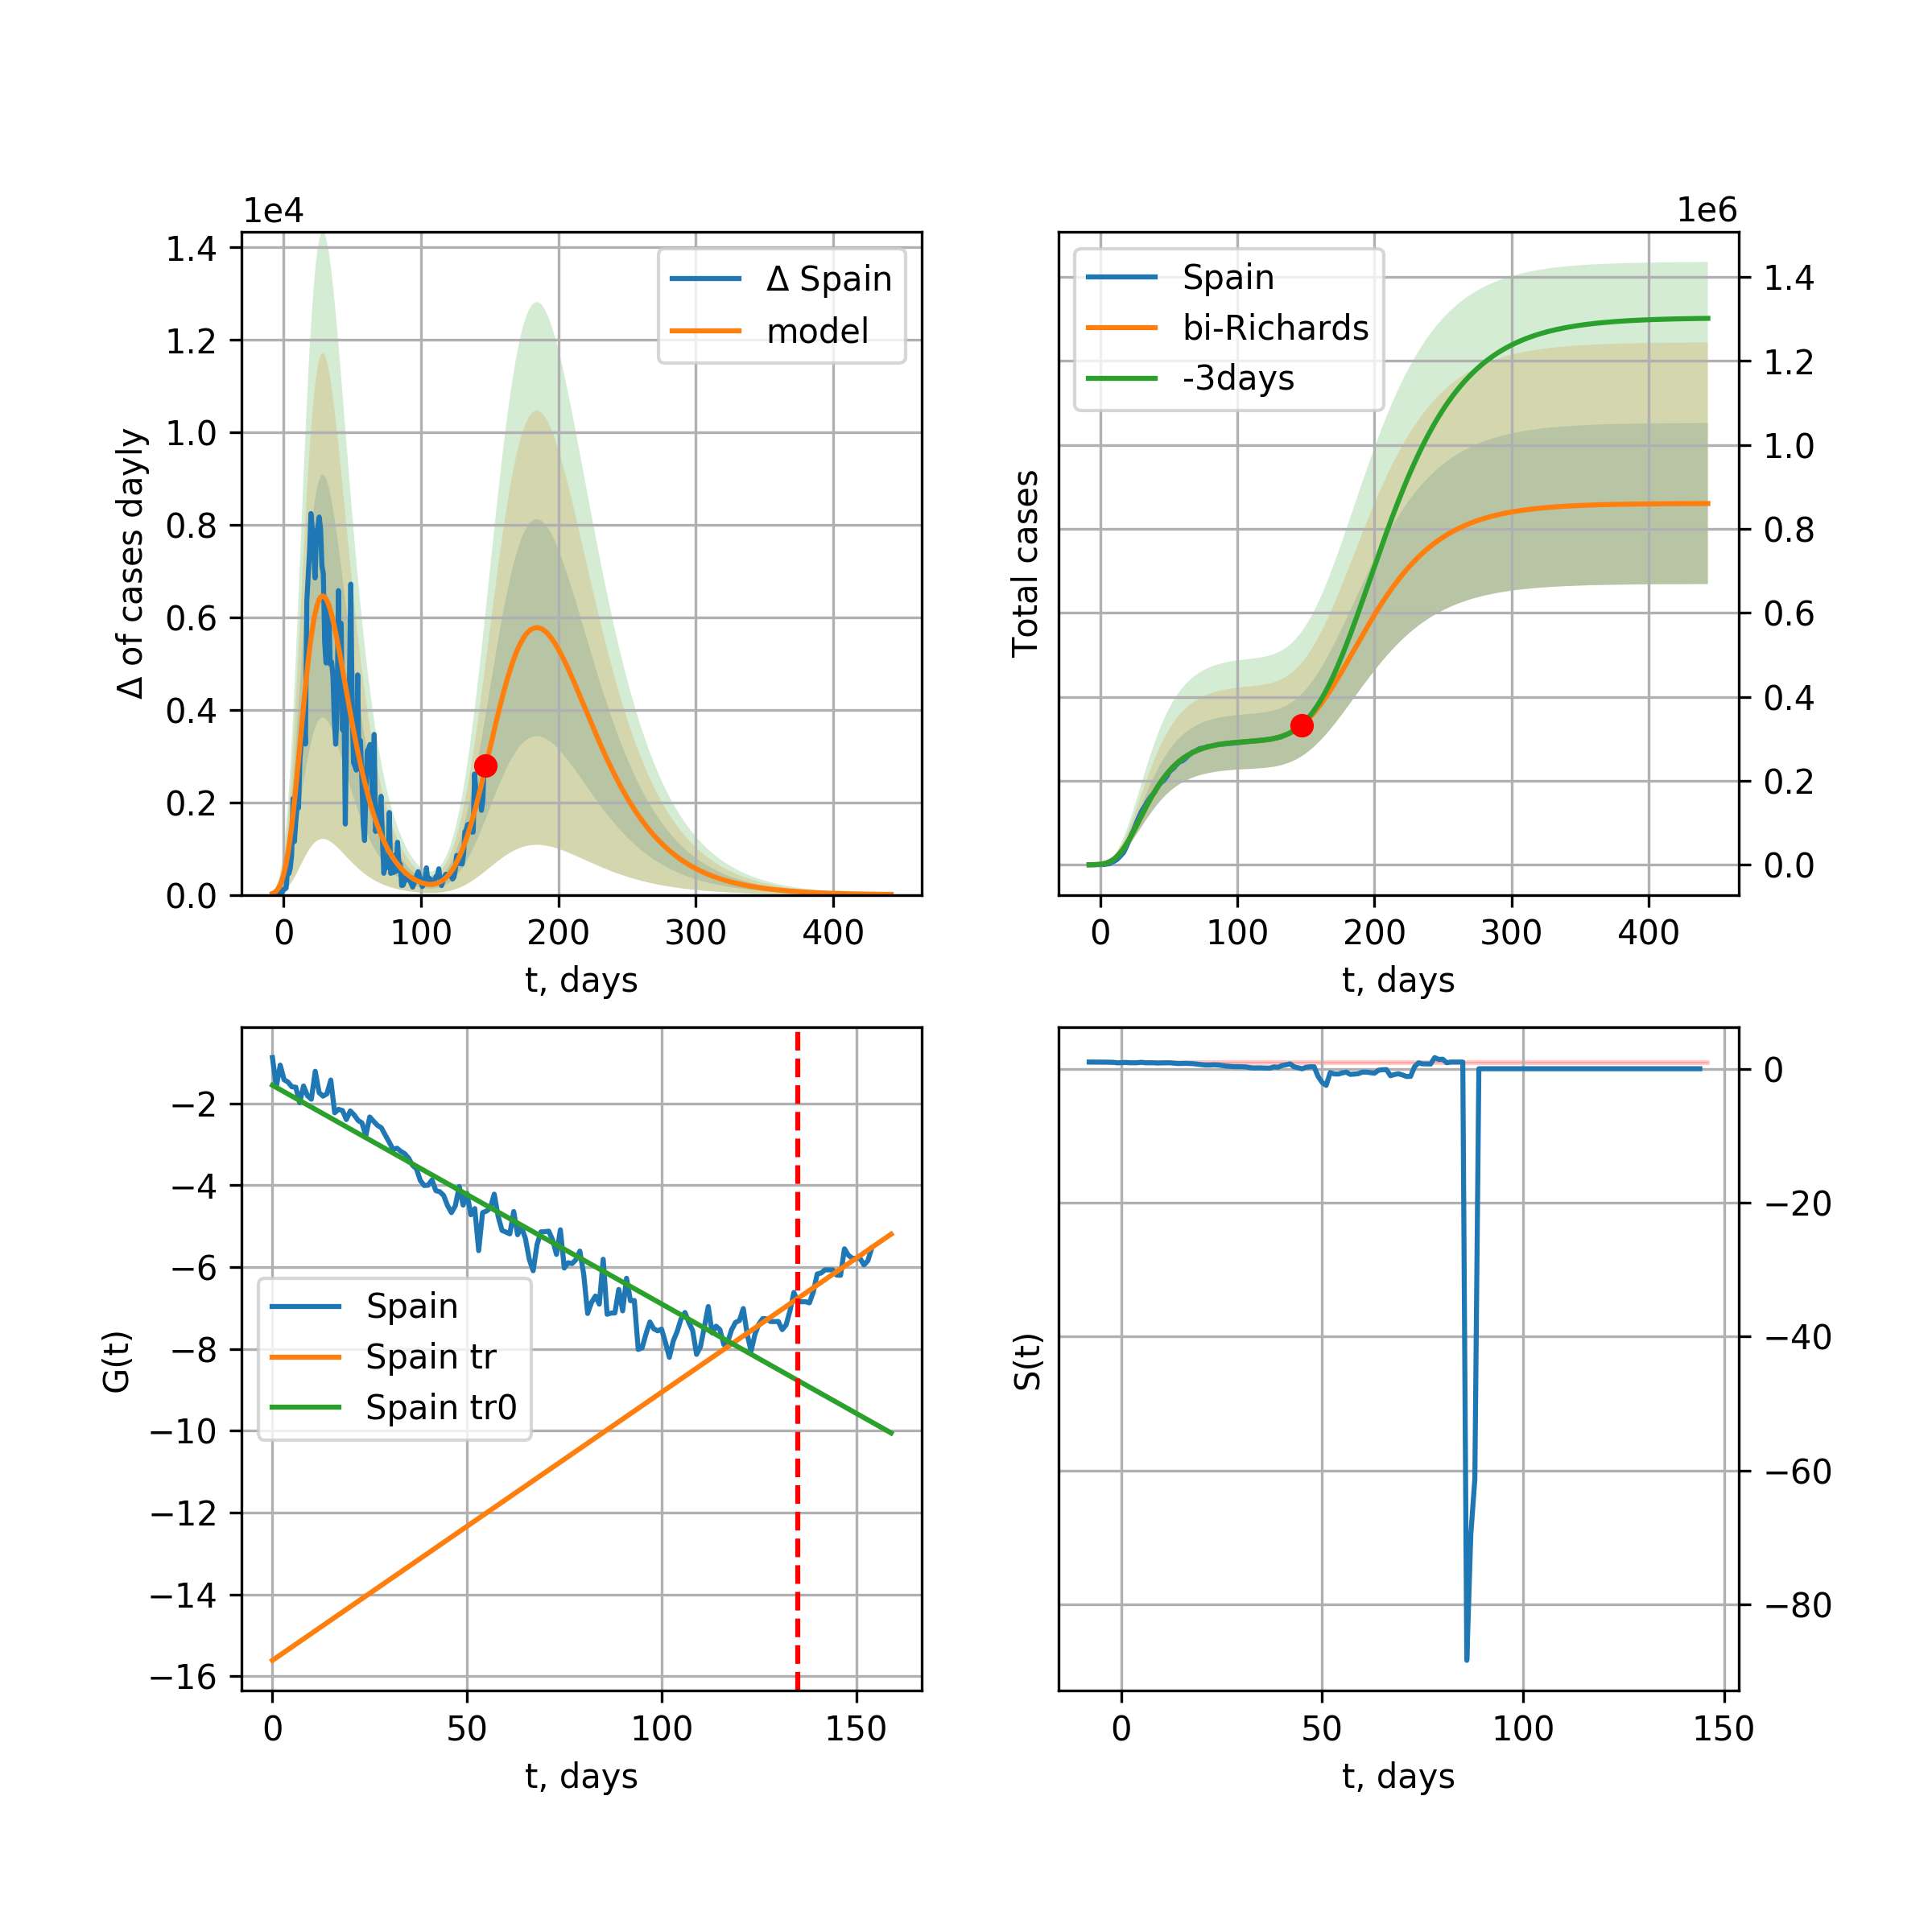 1e4
1.4
1.2
1.0
0.8
0.6
0.4
0.2
0.0
Δ of cases dayly
Δ Spain
model
0 100 200 300 400
t, days
1e6
1.4
1.2
1.0
0.8
0.6
0.4
0.2
0.0
Total cases
Spain
bi-Richards
-3days
0 100 200 300 400
t, days
−2
−4
−6
−8
−10
−12
−14
−16
G(t)
Spain
Spain tr
Spain tr0
0 50 100 150
t, days
0
−20
−40
−60
−80
S(t)
0 50 100 150
t, days